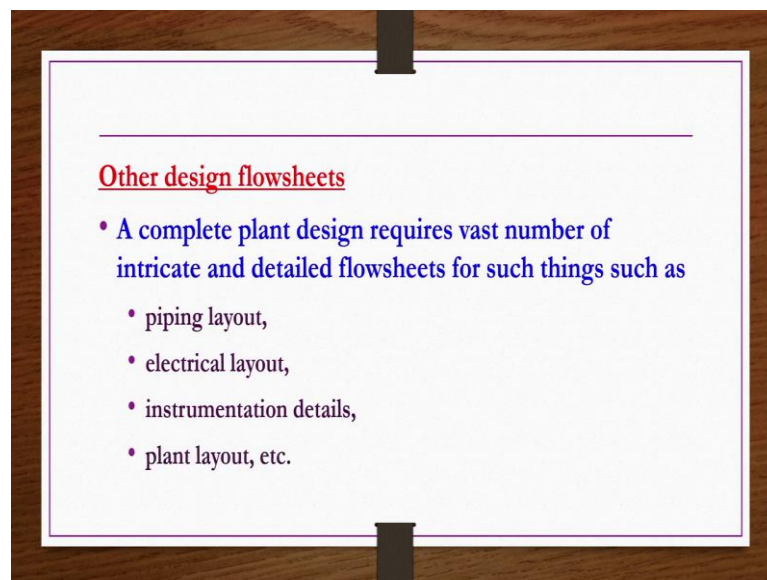 Other design flowsheets
• A complete plant design requires vast number of
intricate and detailed flowsheets for such things such as
• piping layout,
• electrical layout,
• instrumentation details,
• plant layout, etc.